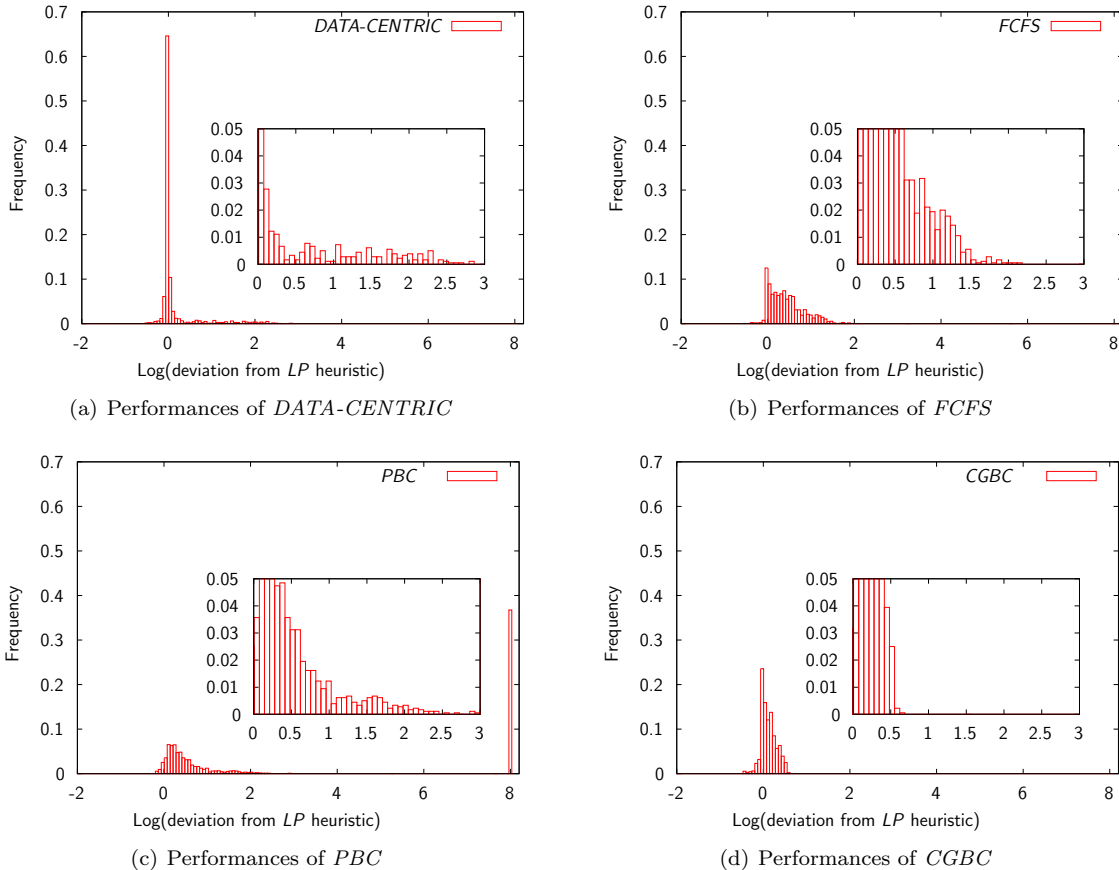 0.7
0.6
0.5
0.4
0.3
0.2
0.1
0
Frequency
DATA-CENTRIC
0.05
0.04
0.03
0.02
0.01
0
0 0.5 1 1.5 2 2.5 3
-2 0 2 4 6 8
Log(deviation from LP heuristic)
(a) Performances of DATA-CENTRIC
0.7
0.6
0.5
0.4
0.3
0.2
0.1
0
Frequency
FCFS
0.05
0.04
0.03
0.02
0.01
0
0 0.5 1 1.5 2 2.5 3
-2 0 2 4 6 8
Log(deviation from LP heuristic)
(b) Performances of FCFS
0.7
0.6
0.5
0.4
0.3
0.2
0.1
0
Frequency
PBC
0.05
0.04
0.03
0.02
0.01
0
0 0.5 1 1.5 2 2.5 3
-2 0 2 4 6 8
Log(deviation from LP heuristic)
(c) Performances of PBC
0.7
0.6
0.5
0.4
0.3
0.2
0.1
0
Frequency
CGBC
0.05
0.04
0.03
0.02
0.01
0
0 0.5 1 1.5 2 2.5 3
-2 0 2 4 6 8
Log(deviation from LP heuristic)
(d) Performances of CGBC